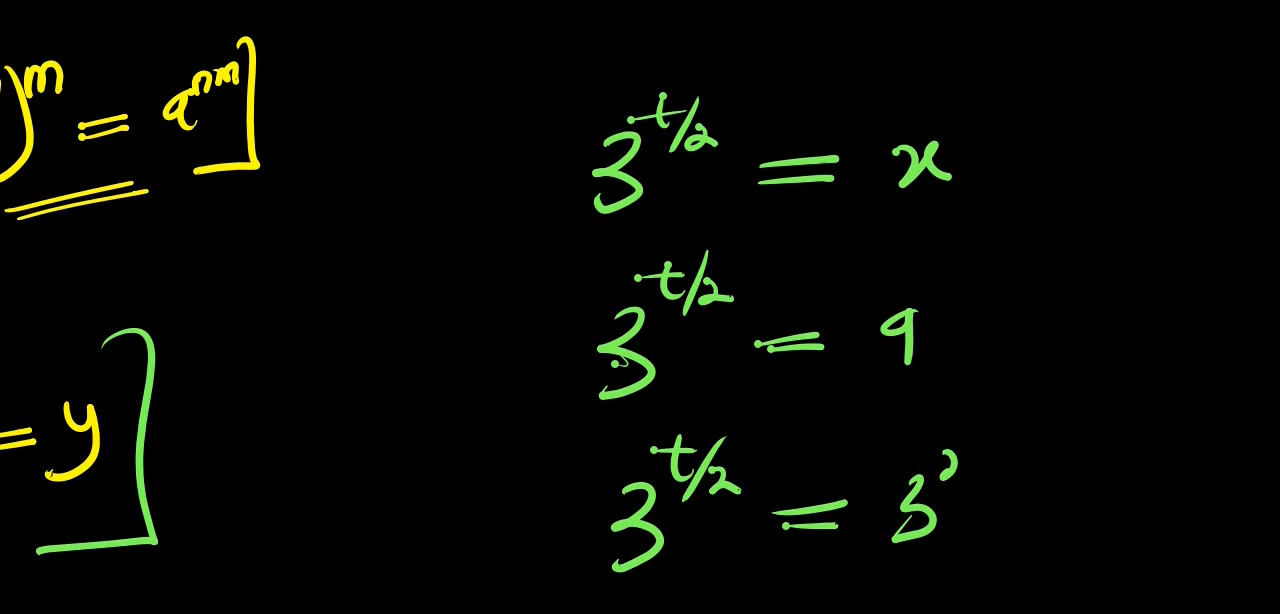 )^m = a^{nm}]
= y]
3^{t/2} = x
3^{t/2} = 9
3^{t/2} = 3^2